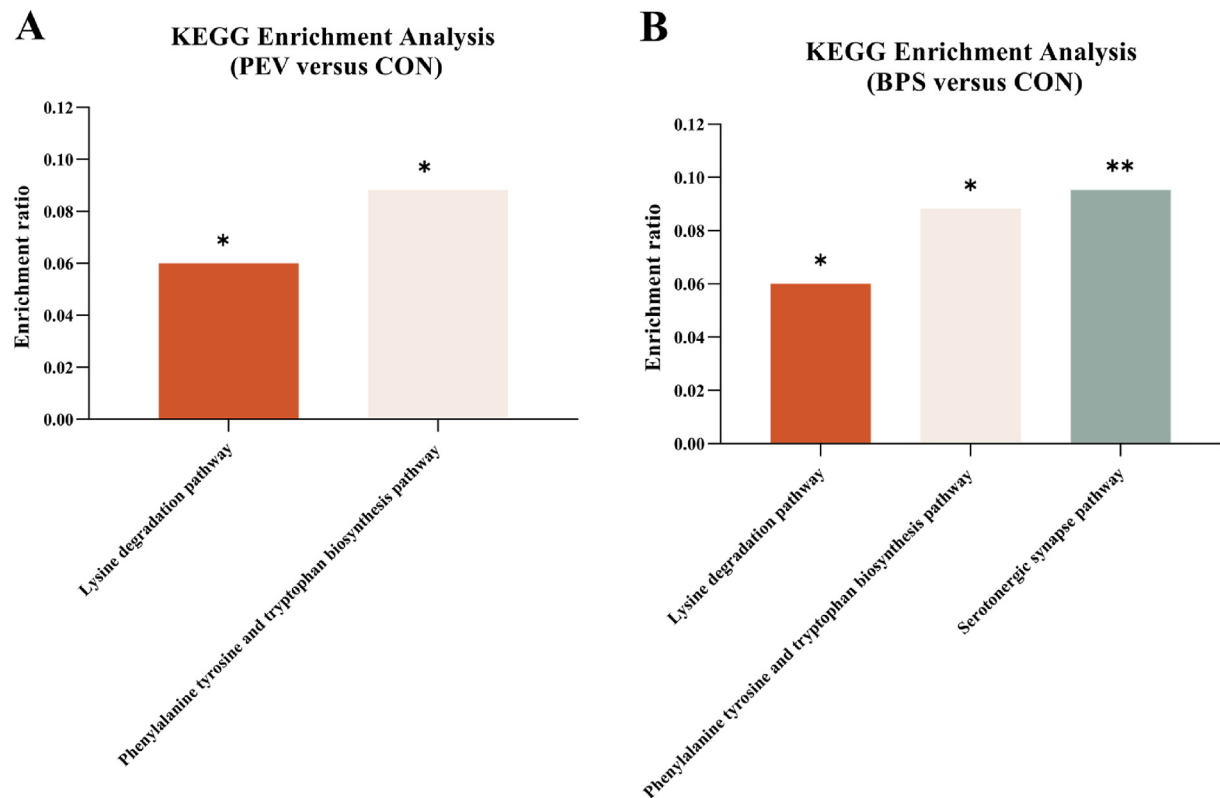 A
KEGG Enrichment Analysis
(PEV versus CON)
Enrichment ratio
0.12
0.10
0.08
0.06
0.04
0.02
0.00
*
*
Lysine degradation pathway
Phenylalanine tyrosine and tryptophan biosynthesis pathway
B
KEGG Enrichment Analysis
(BPS versus CON)
Enrichment ratio
0.12
0.10
0.08
0.06
0.04
0.02
0.00
*
*
**
Lysine degradation pathway
Phenylalanine tyrosine and tryptophan biosynthesis pathway
Serotonergic synapse pathway